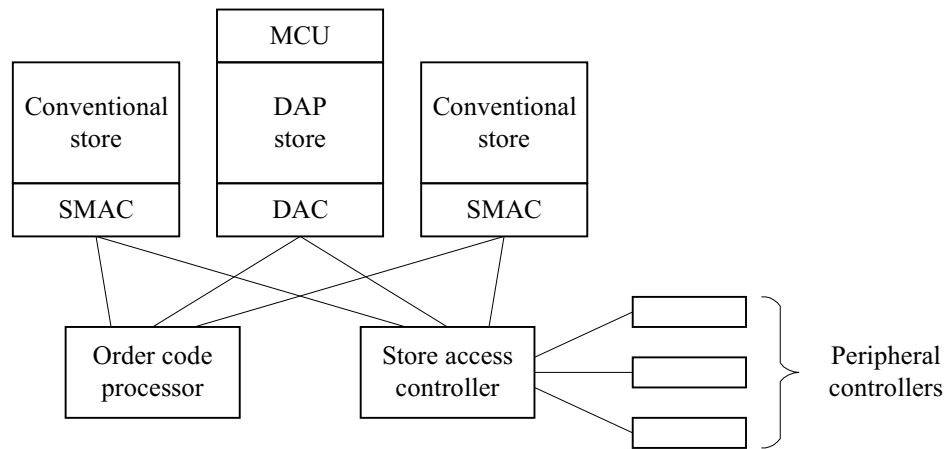 MCU
Conventional
store
DAP
store
Conventional
store
SMAC
DAC
SMAC
Order code
processor
Store access
controller
Peripheral
controllers